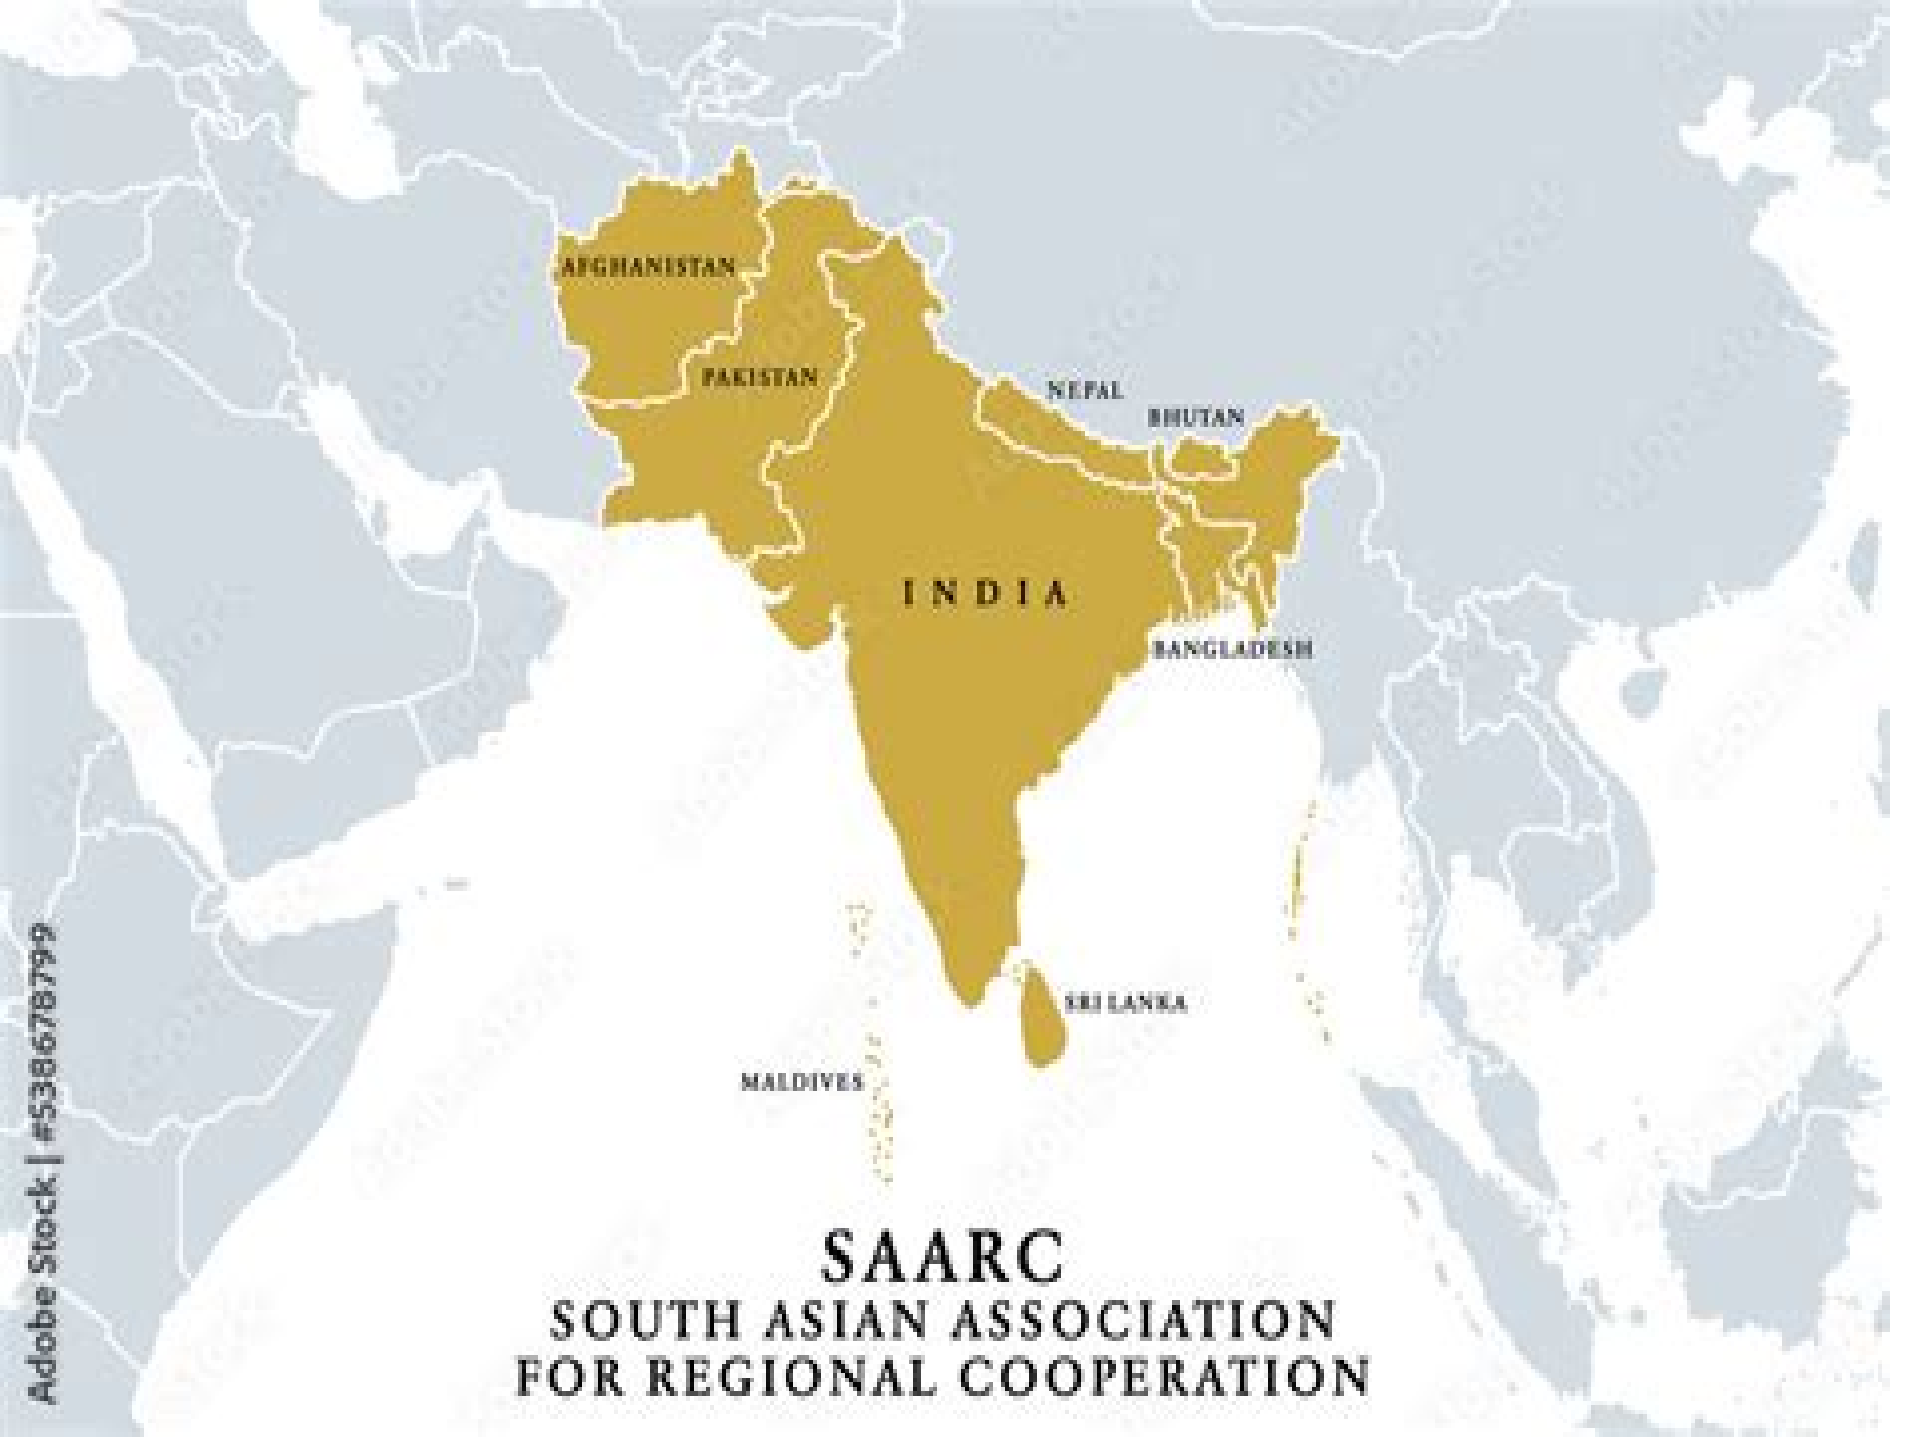 AFGHANISTAN
PAKISTAN
NEPAL
BHUTAN
INDIA
BANGLADESH
SRI LANKA
MALDIVES
SAARC
SOUTH ASIAN ASSOCIATION
FOR REGIONAL COOPERATION
Adobe Stock | #538678799